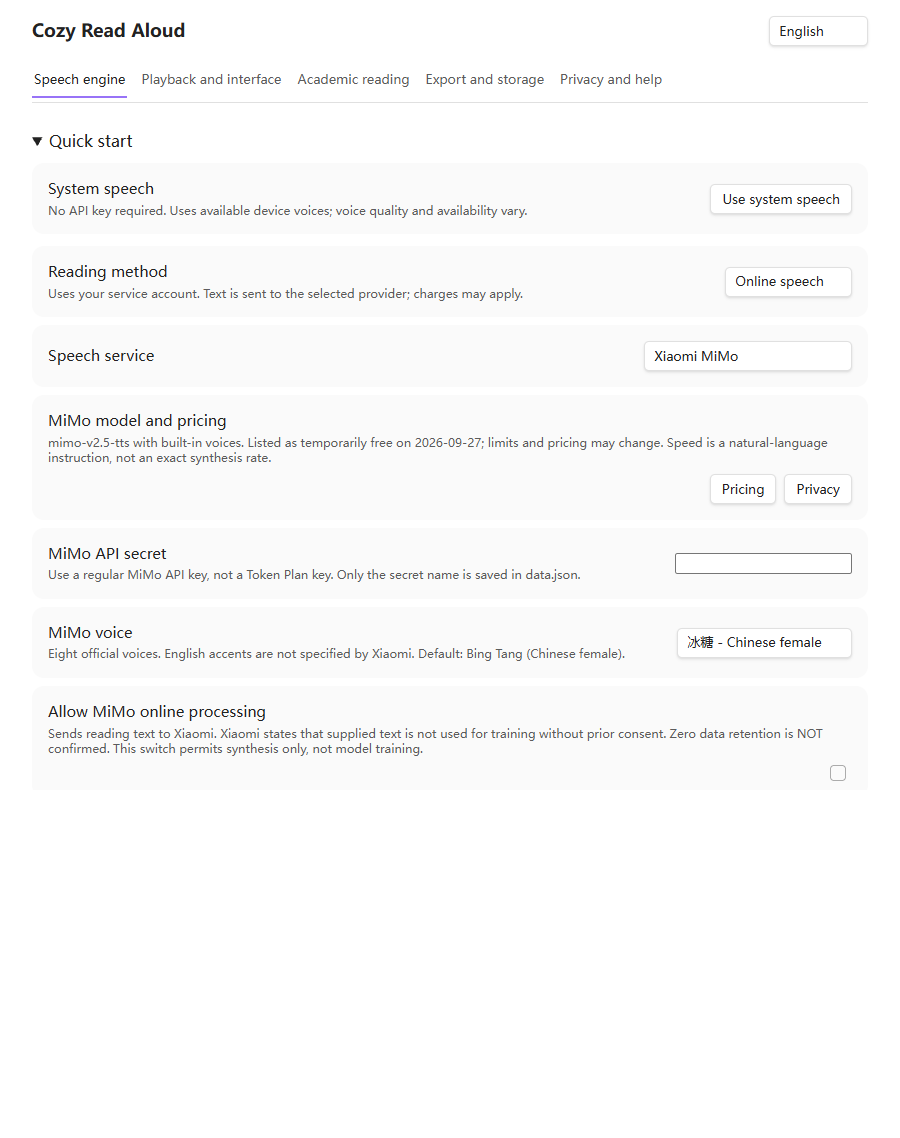 Cozy Read Aloud
English
Speech engine
Playback and interface
Academic reading
Export and storage
Privacy and help
Quick start
System speech
No API key required. Uses available device voices; voice quality and availability vary.
Use system speech
Reading method
Uses your service account. Text is sent to the selected provider; charges may apply.
Online speech
Speech service
Xiaomi MiMo
MiMo model and pricing
mimo-v2.5-tts with built-in voices. Listed as temporarily free on 2026-09-27; limits and pricing may change. Speed is a natural-language
instruction, not an exact synthesis rate.
Pricing
Privacy
MiMo API secret
Use a regular MiMo API key, not a Token Plan key. Only the secret name is saved in data.json.
MiMo voice
Eight official voices. English accents are not specified by Xiaomi. Default: Bing Tang (Chinese female).
冰糖 - Chinese female
Allow MiMo online processing
Sends reading text to Xiaomi. Xiaomi states that supplied text is not used for training without prior consent. Zero data retention is NOT
confirmed. This switch permits synthesis only, not model training.